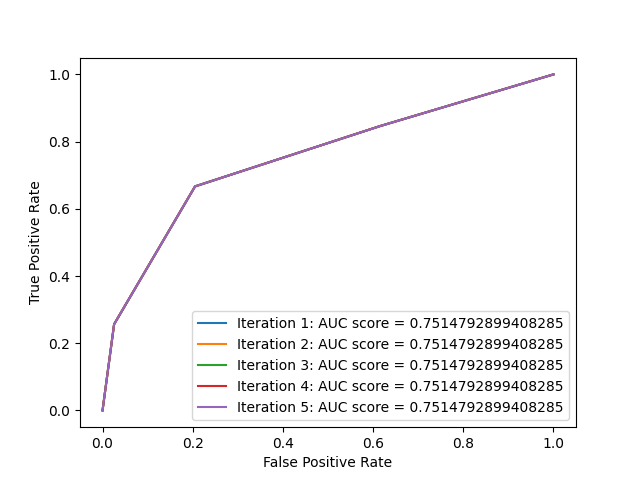 1.0
0.8
0.6
0.4
0.2
0.0
True Positive Rate
Iteration 1: AUC score = 0.7514792899408285
Iteration 2: AUC score = 0.7514792899408285
Iteration 3: AUC score = 0.7514792899408285
Iteration 4: AUC score = 0.7514792899408285
Iteration 5: AUC score = 0.7514792899408285
0.0 0.2 0.4 0.6 0.8 1.0
False Positive Rate